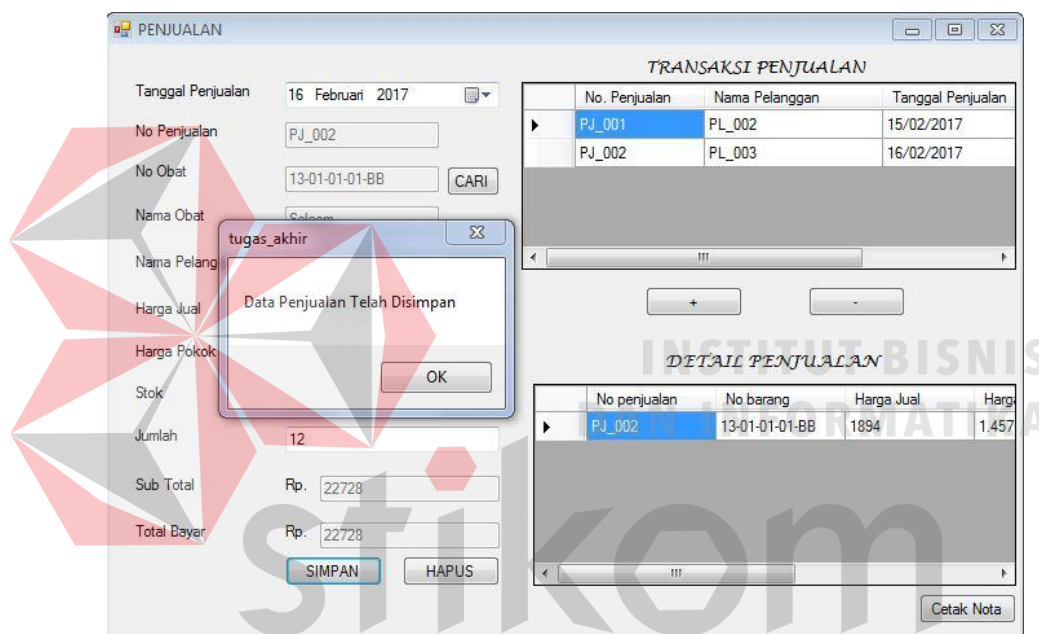 PENJUALAN
Tanggal Penjualan
16 Februari 2017
No Penjualan
PJ_002
No Obat
13-01-01-01-BB
CARI
Nama Obat
Nama Pelang
Harga Jual
Harga Pokok
Stok
Jumlah
12
Sub Total
Rp. 22728
Total Bayar
Rp. 22728
SIMPAN
HAPUS
tugas_akhir
Data Penjualan Telah Disimpan
OK
TRANSAKSI PENJUALAN
No. Penjualan Nama Pelanggan Tanggal Penjualan
PJ_001 PL_002 15/02/2017
PJ_002 PL_003 16/02/2017
+
-
DETAIL PENJUALAN
No penjualan No barang Harga Jual Harga
PJ_002 13-01-01-01-BB 1894 1.457
Cetak Nota
INSTITUT BISNIS
DAN INFORMATIKA
stikom